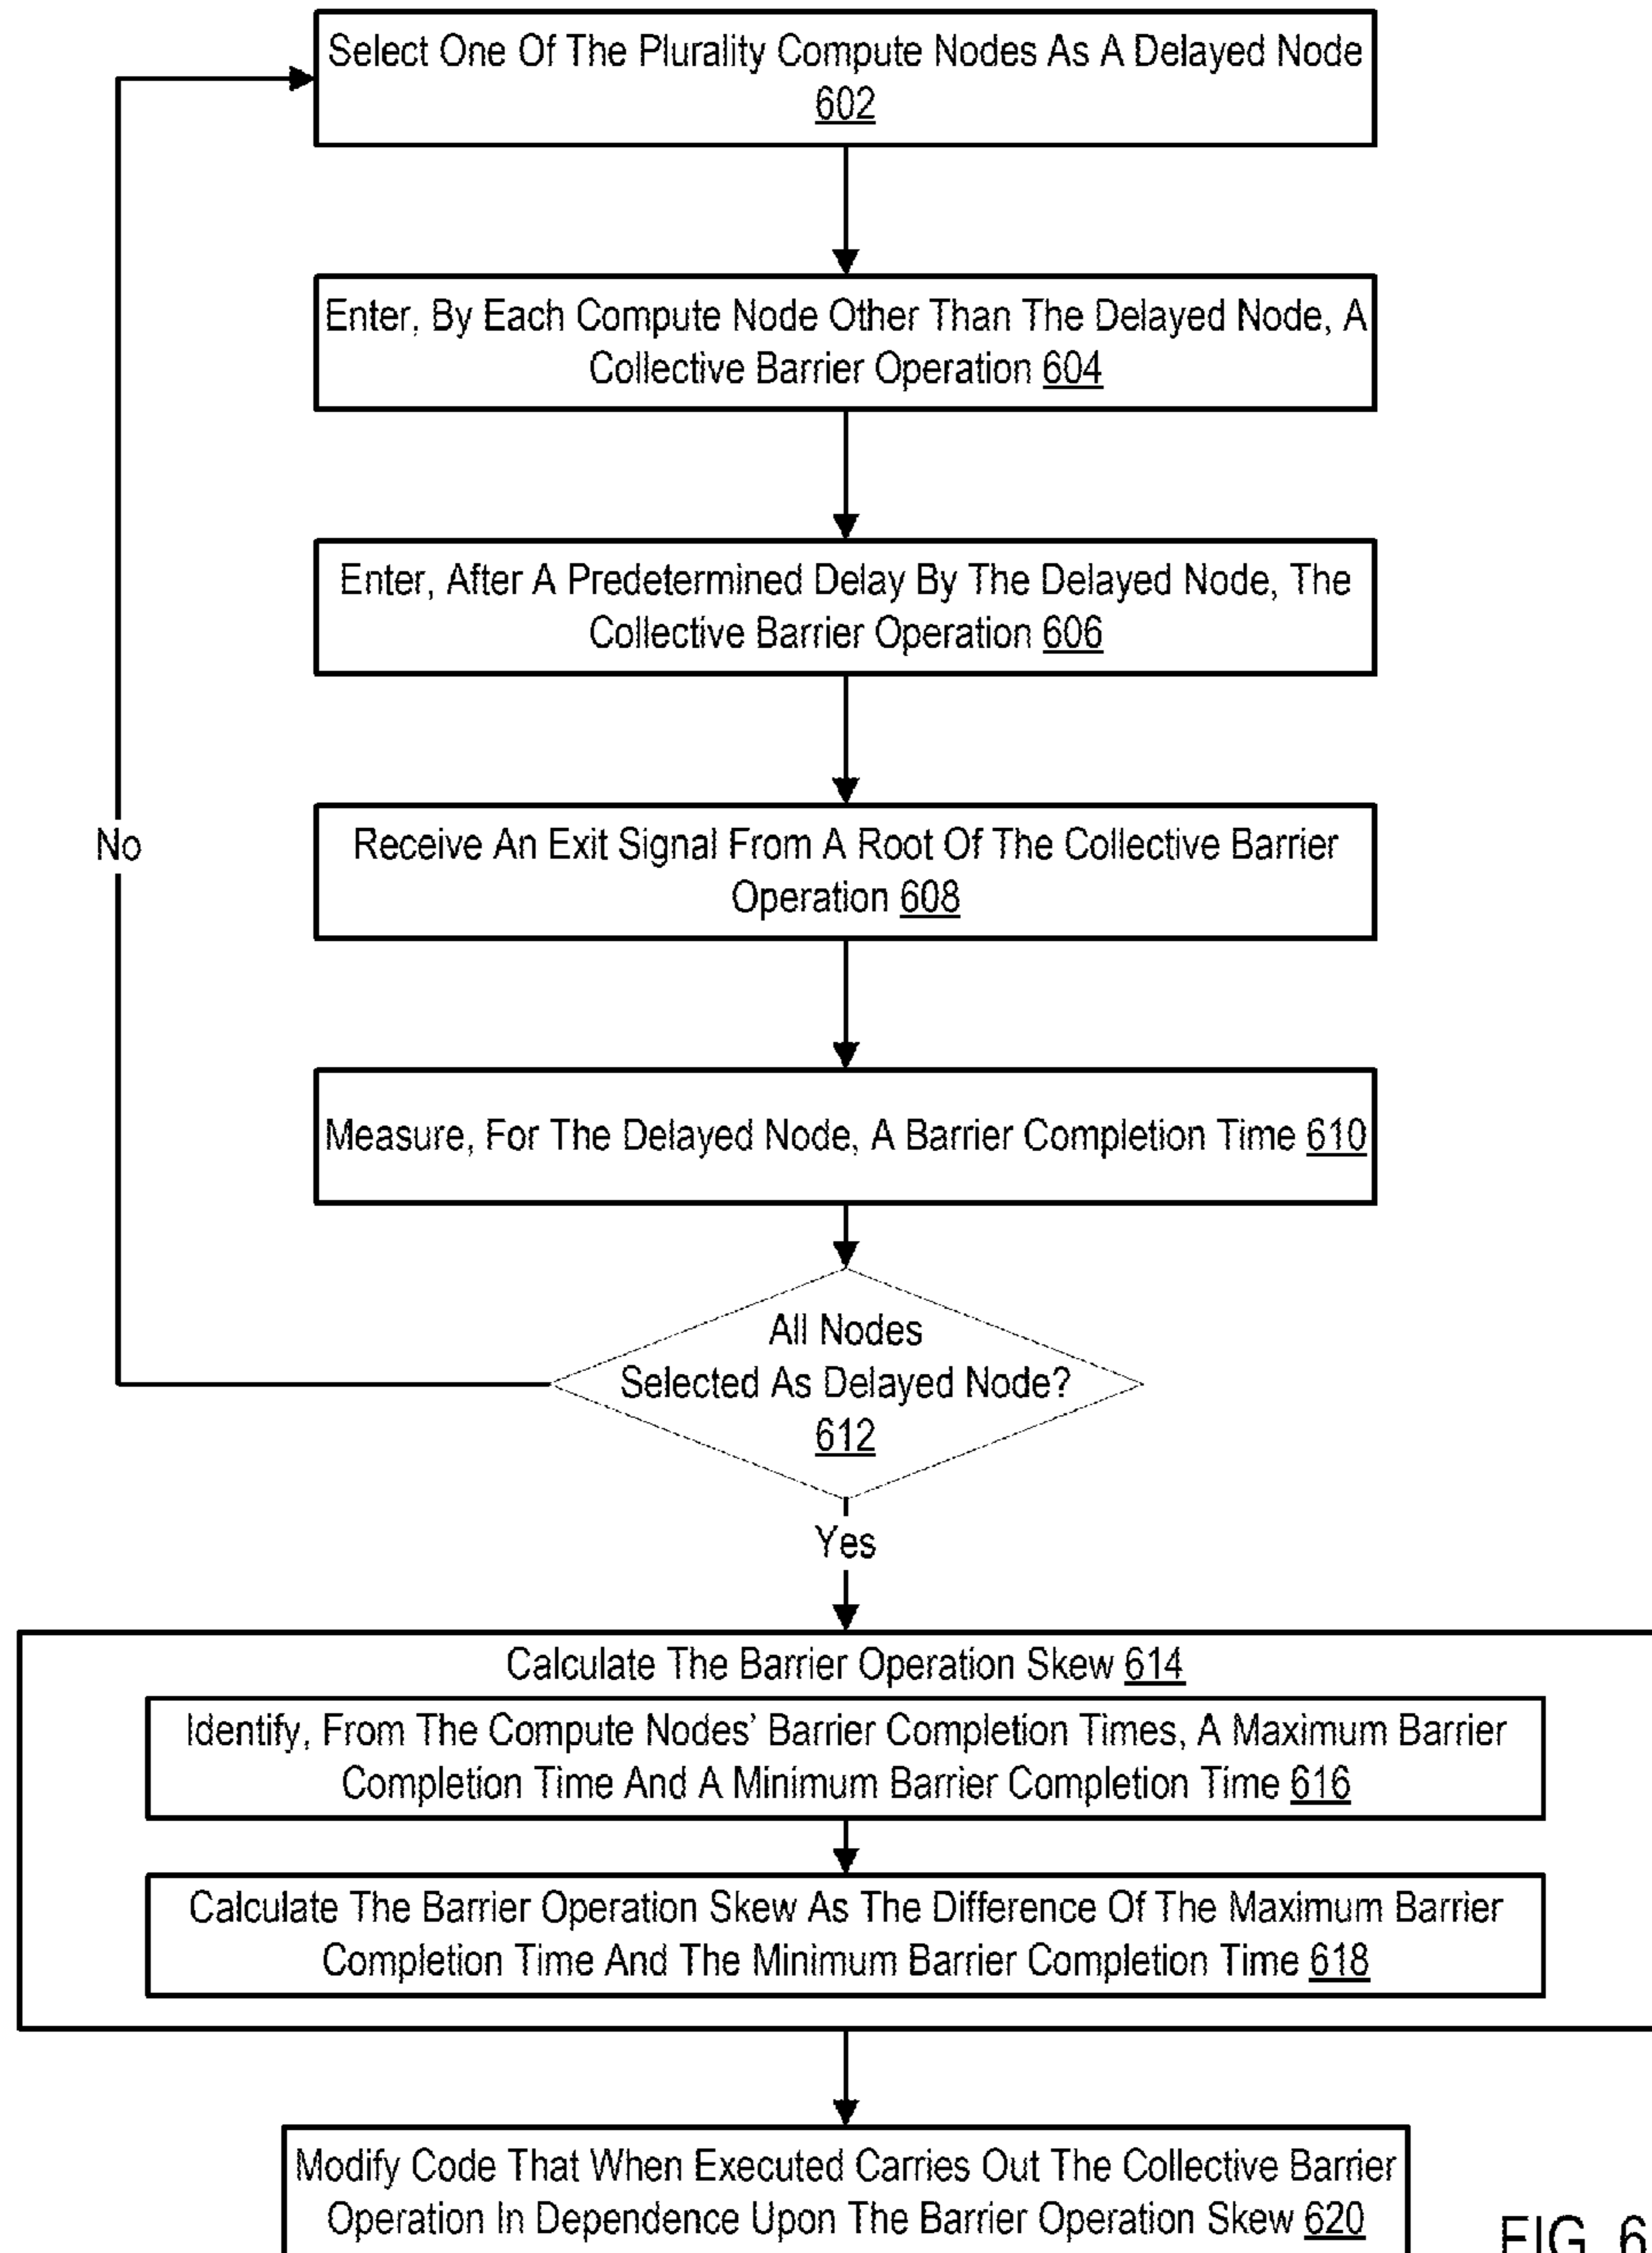 Select One Of The Plurality Compute Nodes As A Delayed Node
602
Enter, By Each Compute Node Other Than The Delayed Node, A
Collective Barrier Operation 604
Enter, After A Predetermined Delay By The Delayed Node, The
Collective Barrier Operation 606
No
Receive An Exit Signal From A Root Of The Collective Barrier
Operation 608
Measure, For The Delayed Node, A Barrier Completion Time 610
All Nodes
Selected As Delayed Node?
612
Yes
Calculate The Barrier Operation Skew 614
Identify, From The Compute Nodes' Barrier Completion Times, A Maximum Barrier
Completion Time And A Minimum Barrier Completion Time 616
Calculate The Barrier Operation Skew As The Difference Of The Maximum Barrier
Completion Time And The Minimum Barrier Completion Time 618
Modify Code That When Executed Carries Out The Collective Barrier
Operation In Dependence Upon The Barrier Operation Skew 620
FIG. 6